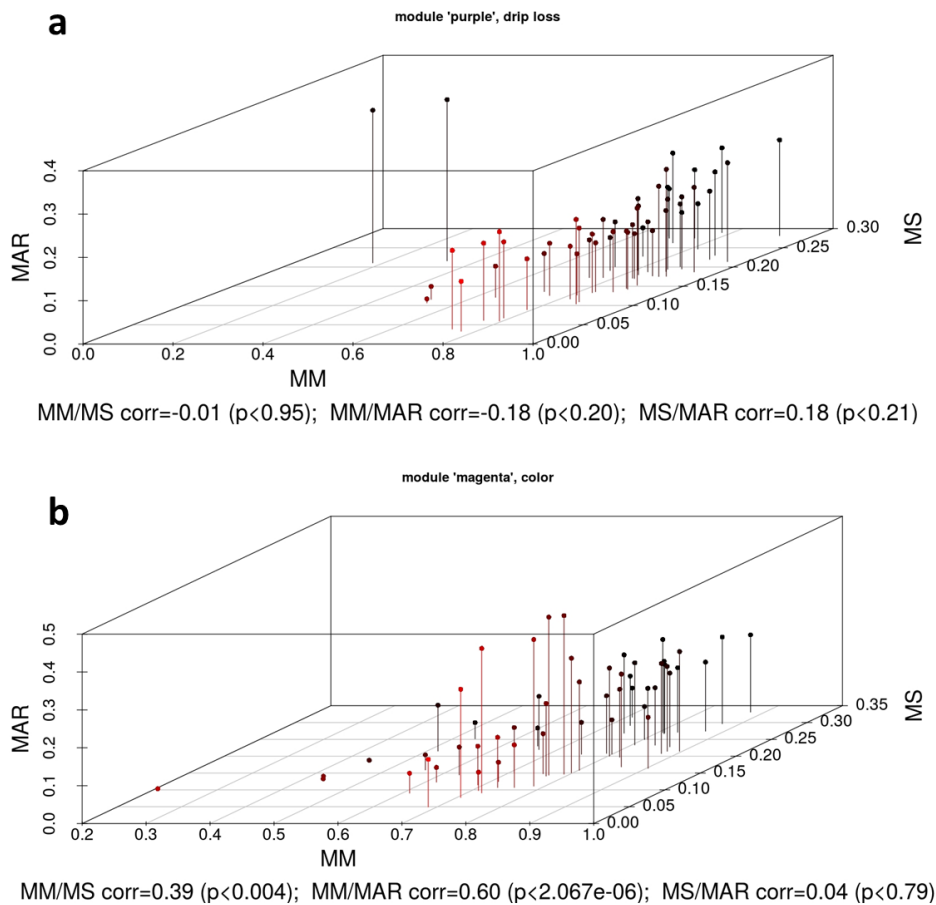 a
module 'purple', drip loss
MAR
0.4
0.3
0.2
0.1
0.0
0.0 0.2 0.4 0.6 0.8 1.0
MM
0.00 0.05 0.10 0.15 0.20 0.25 0.30
MS
MM/MS corr=-0.01 (p<0.95); MM/MAR corr=-0.18 (p<0.20); MS/MAR corr=0.18 (p<0.21)
module 'magenta', color
b
MAR
0.5
0.4
0.3
0.2
0.1
0.0
0.2 0.3 0.4 0.5 0.6 0.7 0.8 0.9 1.0
MM
0.00 0.05 0.10 0.15 0.20 0.25 0.30 0.35
MS
MM/MS corr=0.39 (p<0.004); MM/MAR corr=0.60 (p<2.067e-06); MS/MAR corr=0.04 (p<0.79)